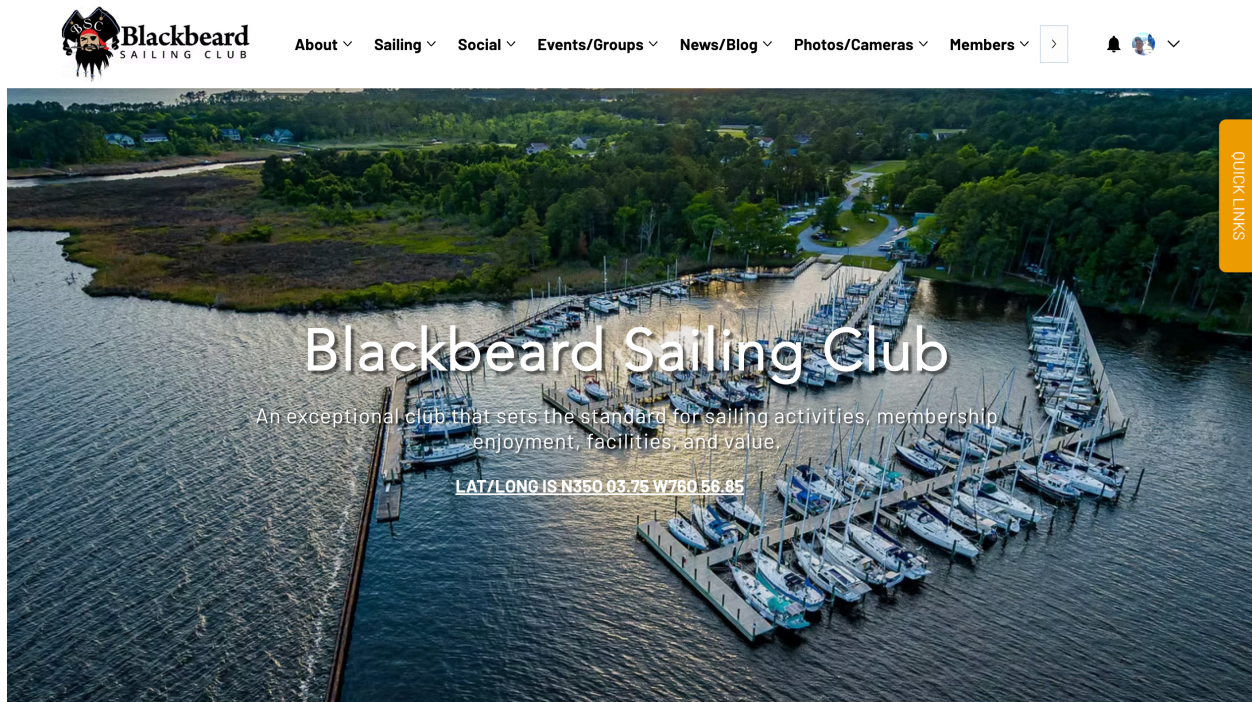 BSC
Blackbeard
SAILING CLUB
About
Sailing
Social
Events/Groups
News/Blog
Photos/Cameras
Members
QUICK LINKS
Blackbeard Sailing Club
An exceptional club that sets the standard for sailing activities, membership
enjoyment, facilities, and value.
LAT/LONG IS N35O 03.75 W76O 56.85